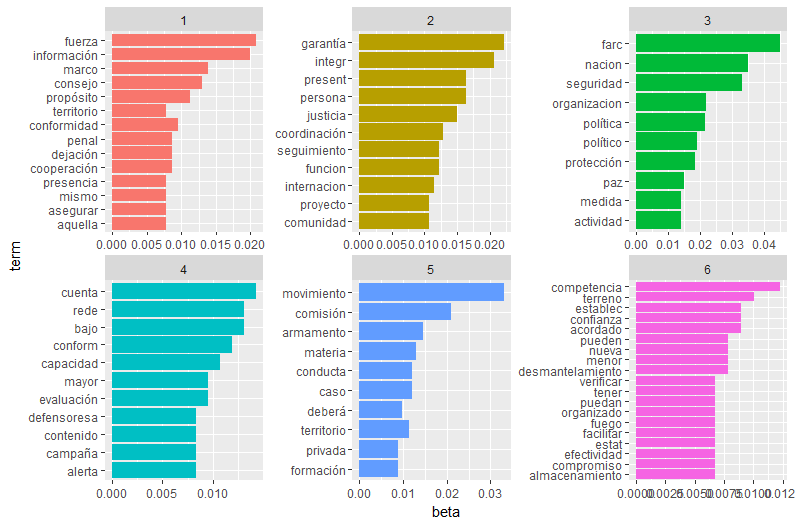 term
1
fuerza
información
marco
consejo
propósito
territorio
conformidad
penal
dejación
cooperación
presencia
mismo
asegurar
aquella
0.000 0.005 0.010 0.015 0.020
2
garantía
integr
present
persona
justicia
coordinación
seguimiento
funcion
internacion
proyecto
comunidad
0.000 0.005 0.010 0.015 0.020
3
farc
nacion
seguridad
organizacion
política
político
protección
paz
medida
actividad
0.00 0.01 0.02 0.03 0.04
4
cuenta
rede
bajo
conform
capacidad
mayor
evaluación
defensoresa
contenido
campaña
alerta
0.000 0.005 0.010
5
movimiento
comisión
armamento
materia
conducta
caso
deberá
territorio
privada
formación
0.00 0.01 0.02 0.03
6
competencia
terreno
establec
confianza
acordado
pueden
nueva
menor
desmantelamiento
verificar
tener
puedan
organizado
fuego
facilitar
estat
efectividad
compromiso
almacenamiento
0.0000 0.0025 0.0050 0.0075 0.0100 0.012
beta